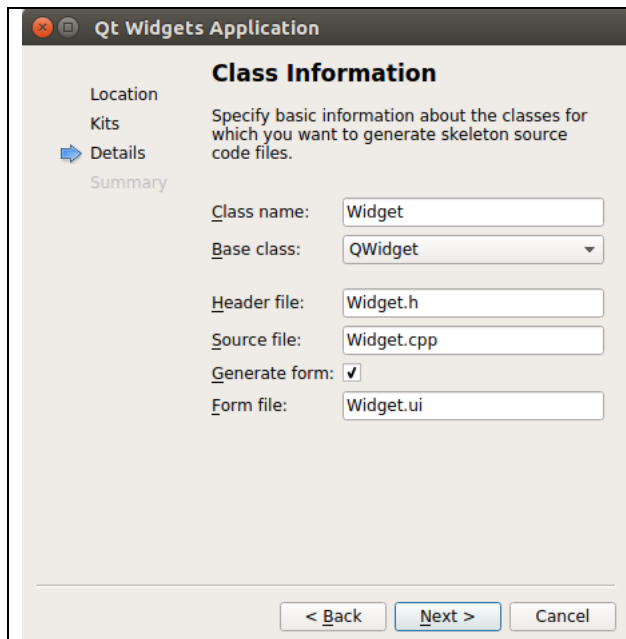 Qt Widgets Application
Location
Kits
Details
Summary
Class Information
Specify basic information about the classes for
which you want to generate skeleton source
code files.
Class name: Widget
Base class: QWidget
Header file: Widget.h
Source file: Widget.cpp
Generate form:
Form file: Widget.ui
< Back Next > Cancel